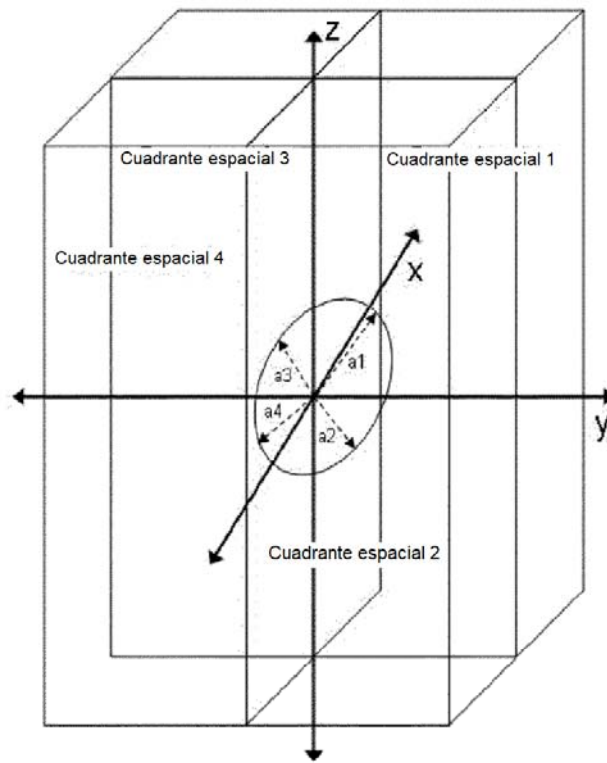 z
Cuadrante espacial 3
Cuadrante espacial 1
Cuadrante espacial 4
x
a1
a3
a4
a2
y
Cuadrante espacial 2